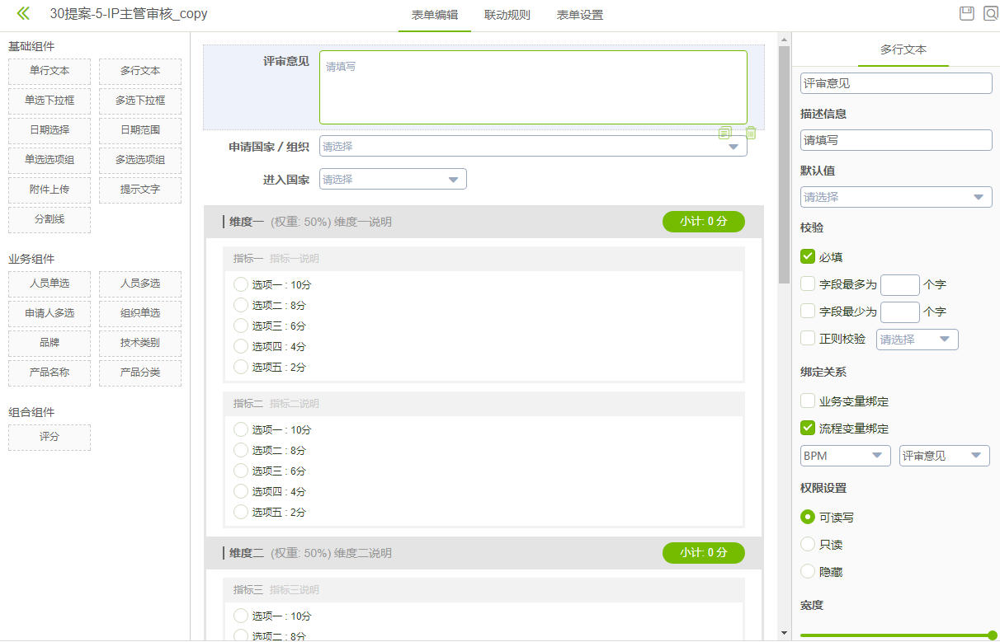 30提案-5-IP主管审核_copy
表单编辑 联动规则 表单设置
基础组件
单行文本 多行文本
单选下拉框 多选下拉框
日期选择 日期范围
单选选项组 多选选项组
附件上传 提示文字
分割线
业务组件
人员单选 人员多选
申请人多选 组织单选
品牌 技术类别
产品名称 产品分类
组合组件
评分
评审意见 请填写
申请国家 / 组织 请选择
进入国家 请选择
维度一 (权重: 50%) 维度一说明 小计: 0 分
指标一 指标一说明
选项一 : 10分
选项二 : 8分
选项三 : 6分
选项四 : 4分
选项五 : 2分
指标二 指标二说明
选项一 : 10分
选项二 : 8分
选项三 : 6分
选项四 : 4分
选项五 : 2分
维度二 (权重: 50%) 维度二说明 小计: 0 分
指标三 指标三说明
选项一 : 10分
选项二 : 8分
多行文本
评审意见
描述信息
请填写
默认值
请选择
校验
必填
字段最多为 个字
字段最少为 个字
正则校验 请选择
绑定关系
业务变量绑定
流程变量绑定
BPM 评审意见
权限设置
可读写
只读
隐藏
宽度